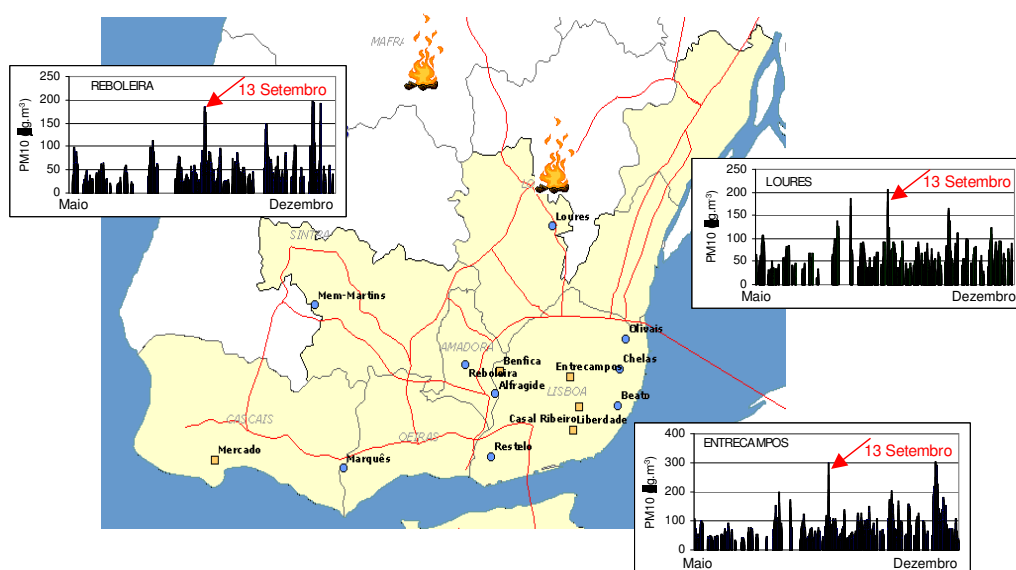 MAFRA
250
200
150
100
50
0
PM10 g.m³)
REBOLEIRA
13 Setembro
Maio
Dezembro
250
200
150
100
50
0
PM10 g.m³)
LOURES
13 Setembro
Maio
Dezembro
Loures
SINTRA
Mem-Martins
Olivais
AMADORA
Benfica
Entrecampos
Chelas
Reboleira
Alfragide
LISBOA
Beato
CASCAIS
Casal Ribeiro
Liberdade
OEIRAS
Mercado
Marquês
Restelo
400
300
200
100
0
PM10 g.m³)
ENTRECAMPOS
13 Setembro
Maio
Dezembro